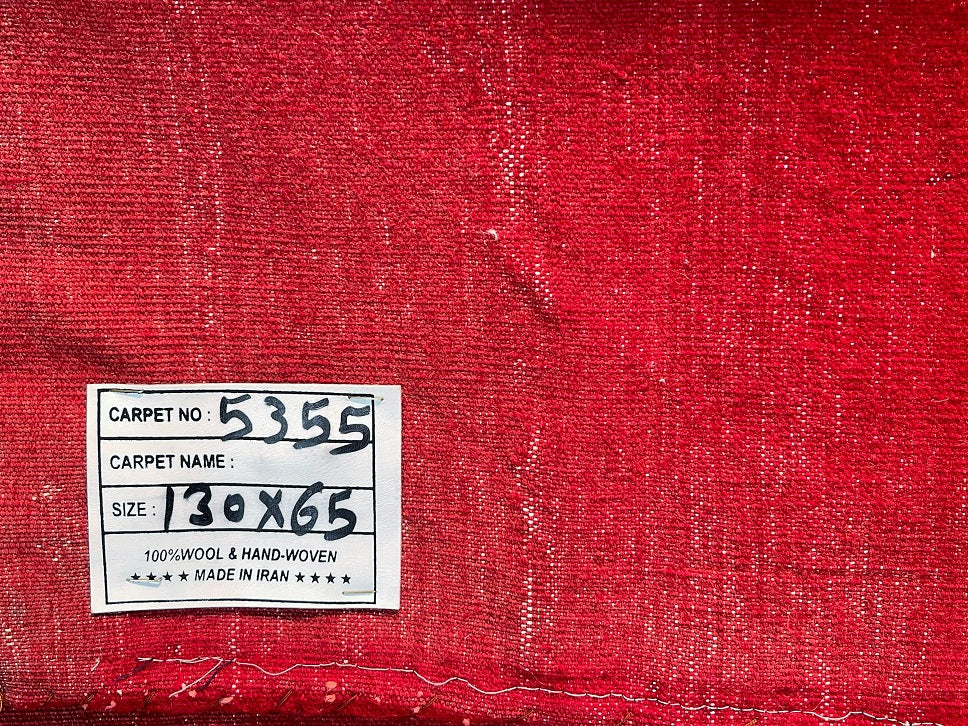 CARPET NO : 5355
CARPET NAME :
SIZE : 130X65
100%WOOL & HAND-WOVEN
★★★★ MADE IN IRAN ★★★★